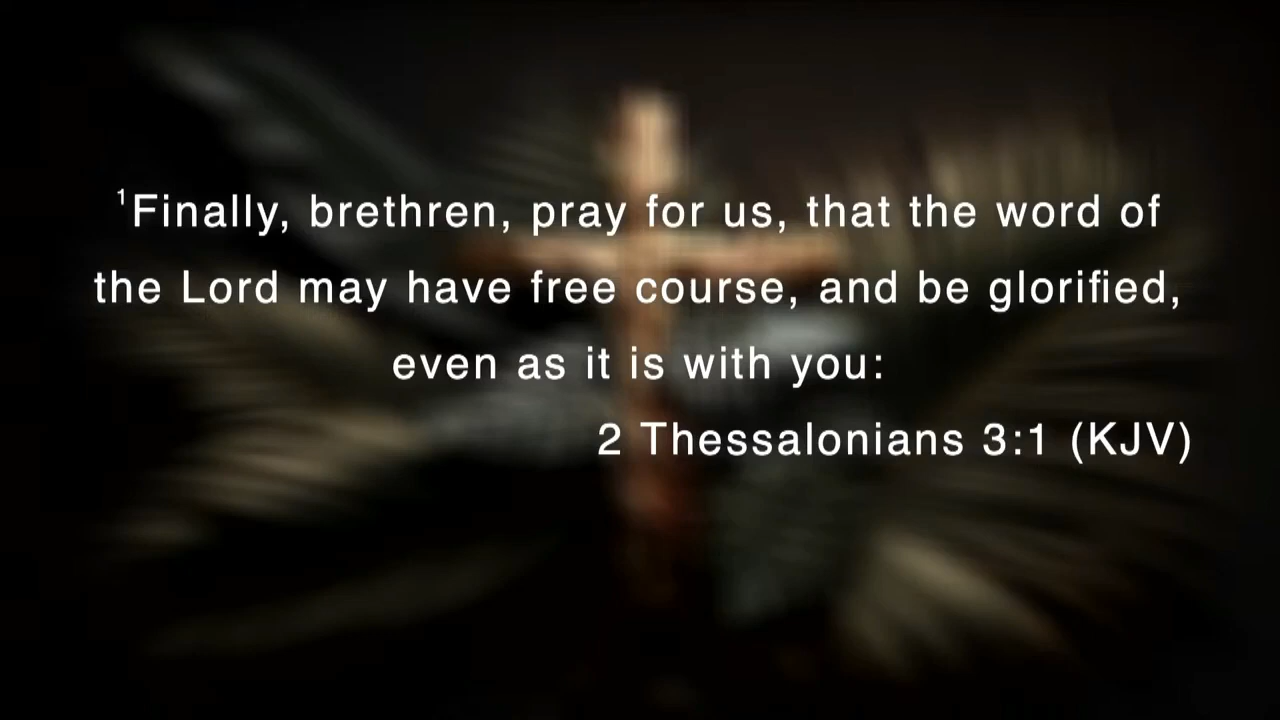 ¹Finally, brethren, pray for us, that the word of
the Lord may have free course, and be glorified,
even as it is with you:
2 Thessalonians 3:1 (KJV)